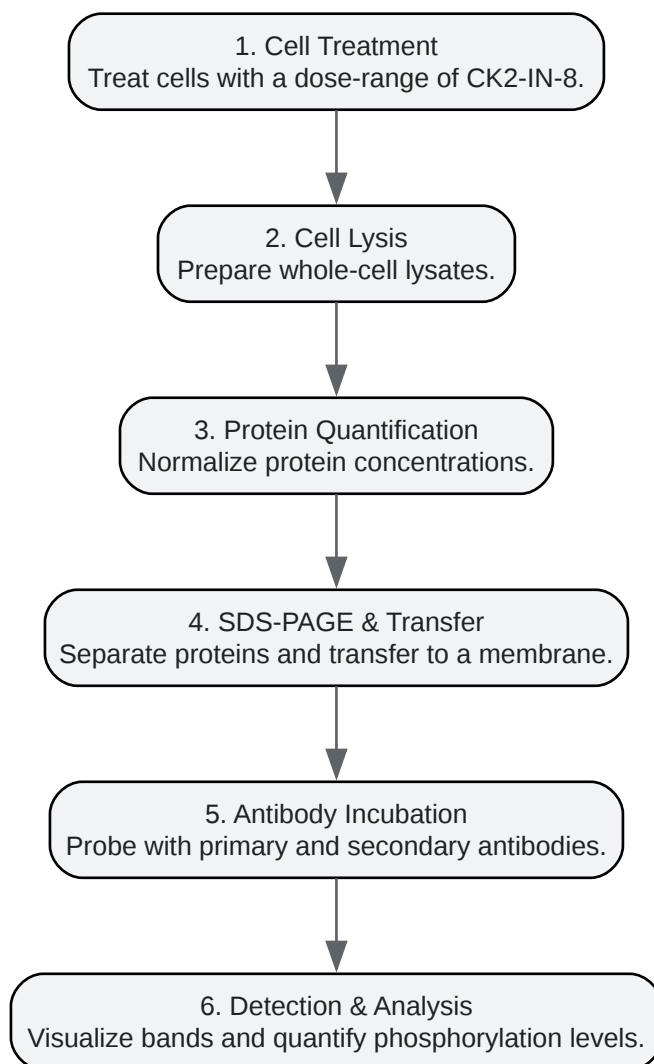 1. Cell Treatment
Treat cells with a dose-range of CK2-IN-8.
2. Cell Lysis
Prepare whole-cell lysates.
3. Protein Quantification
Normalize protein concentrations.
4. SDS-PAGE & Transfer
Separate proteins and transfer to a membrane.
5. Antibody Incubation
Probe with primary and secondary antibodies.
6. Detection & Analysis
Visualize bands and quantify phosphorylation levels.